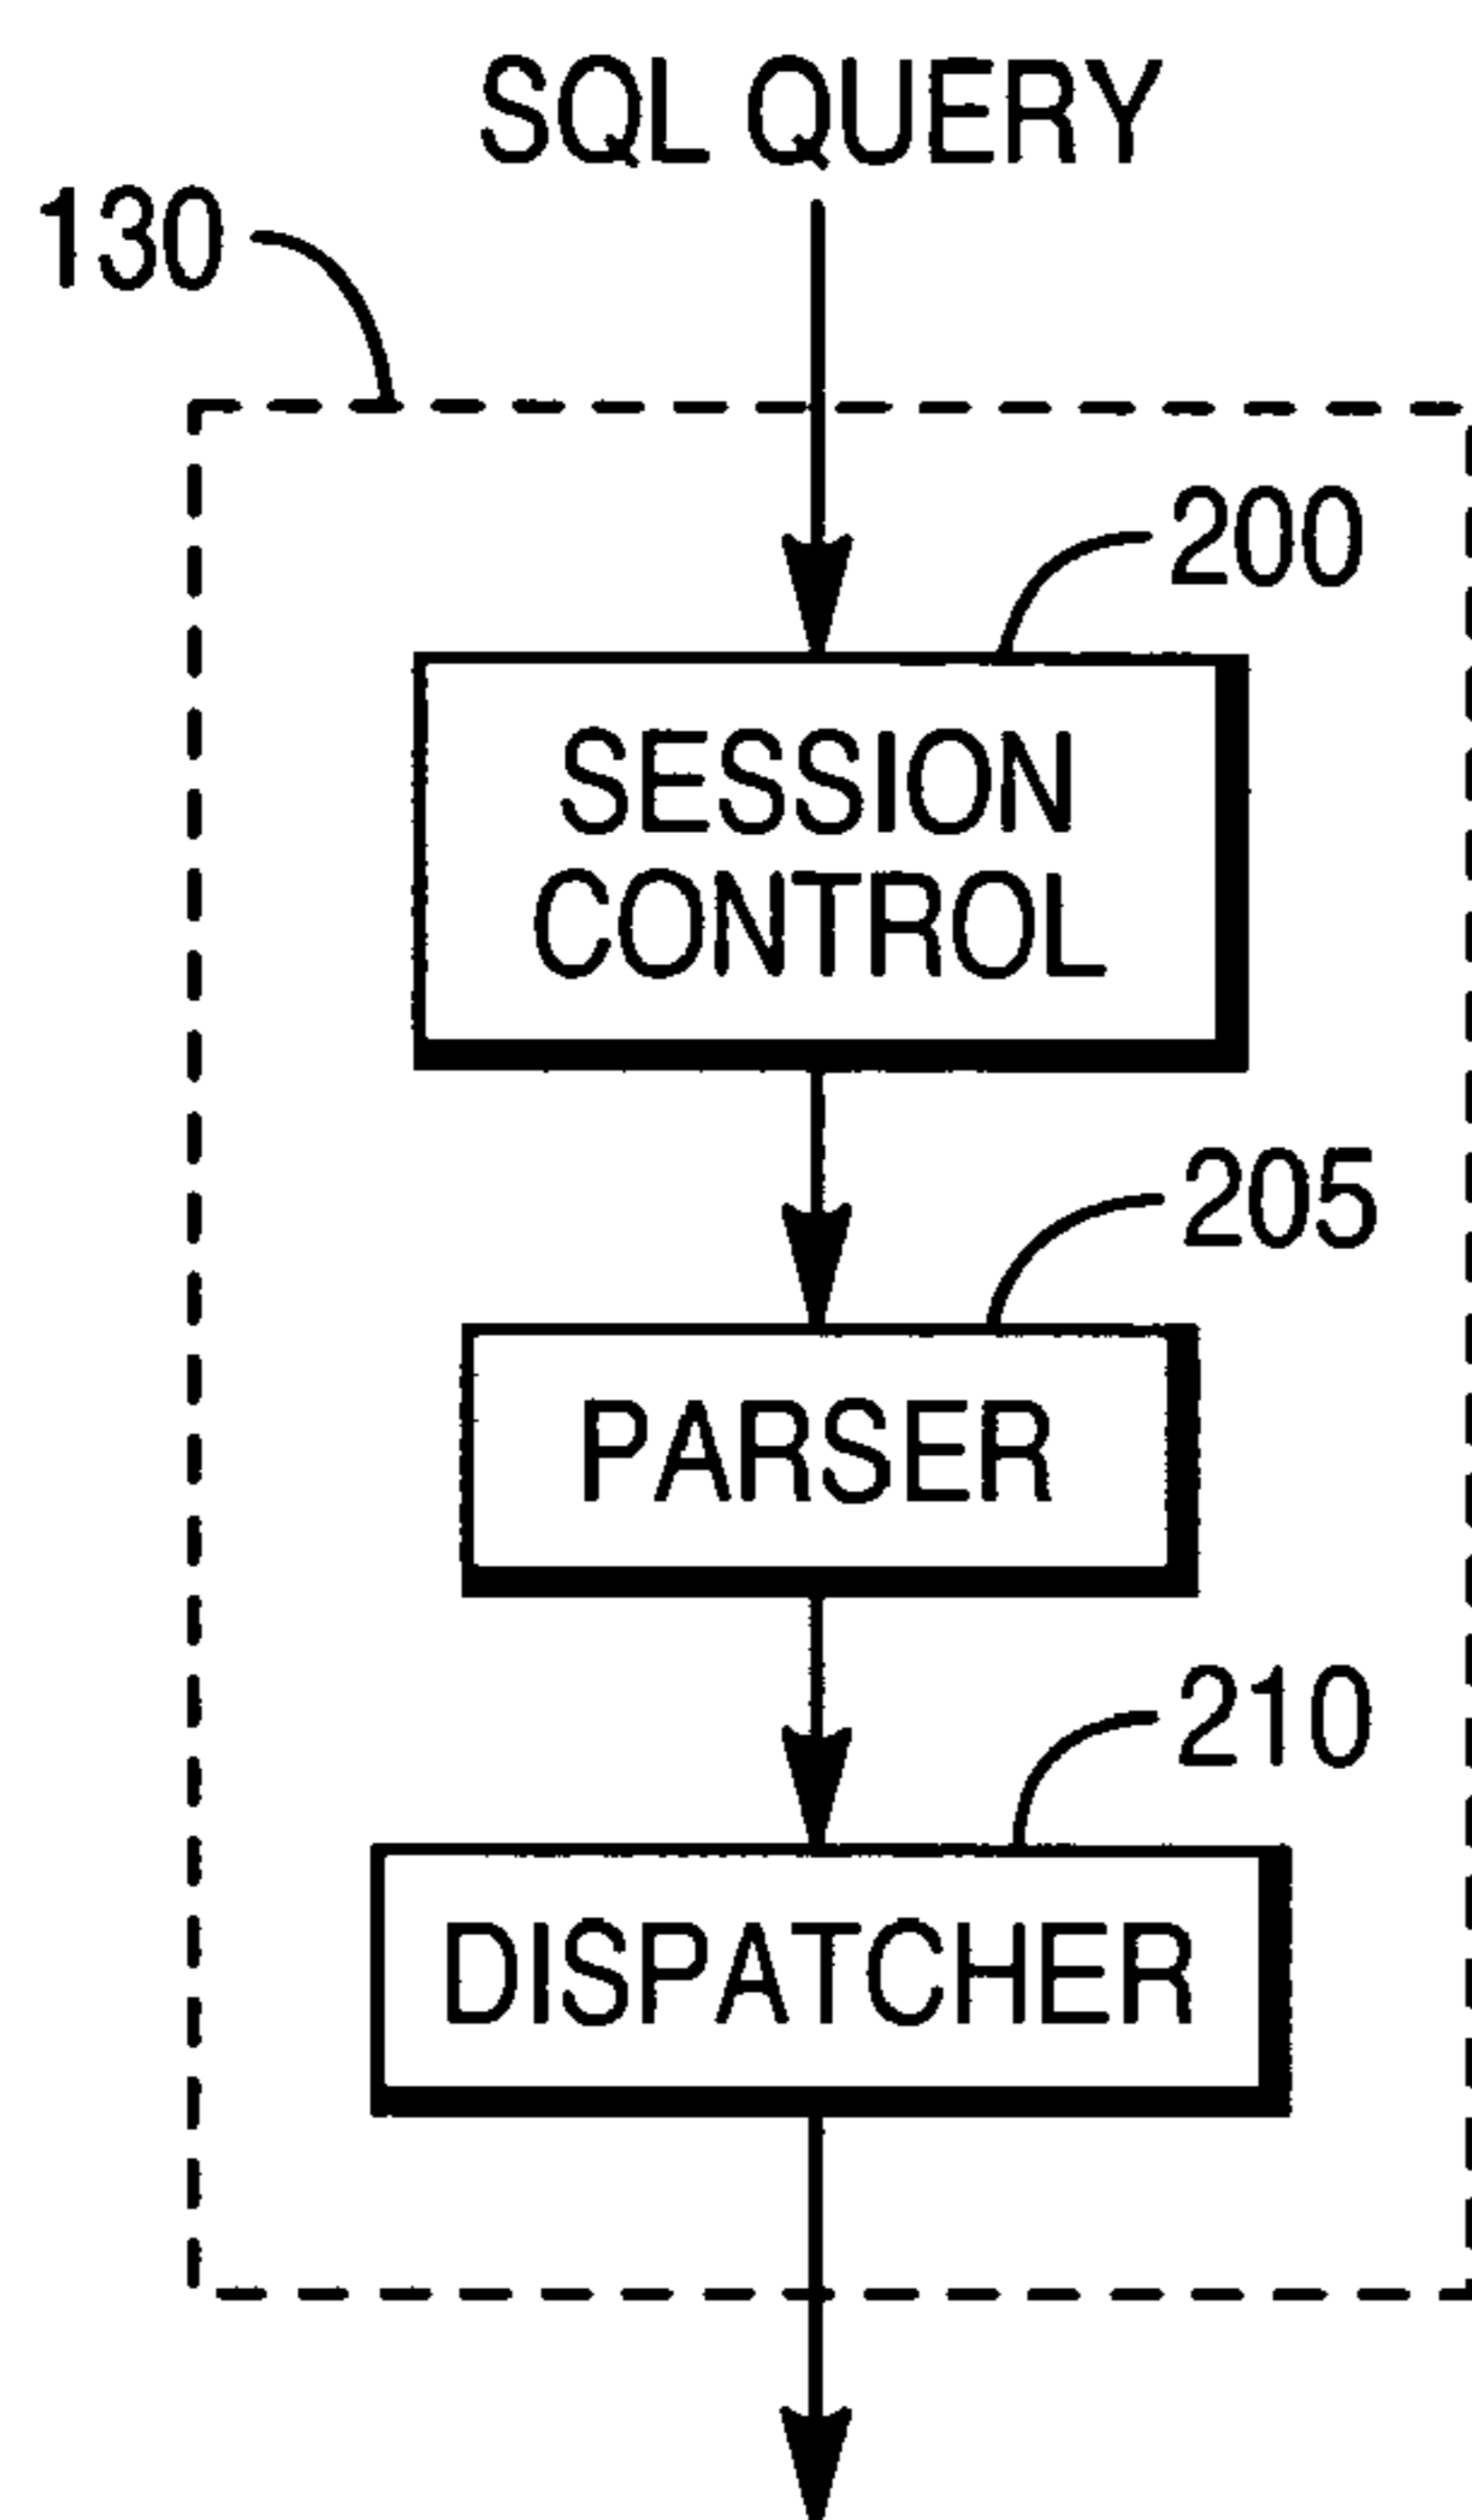 SQL QUERY
130
200
SESSION
CONTROL
205
PARSER
210
DISPATCHER